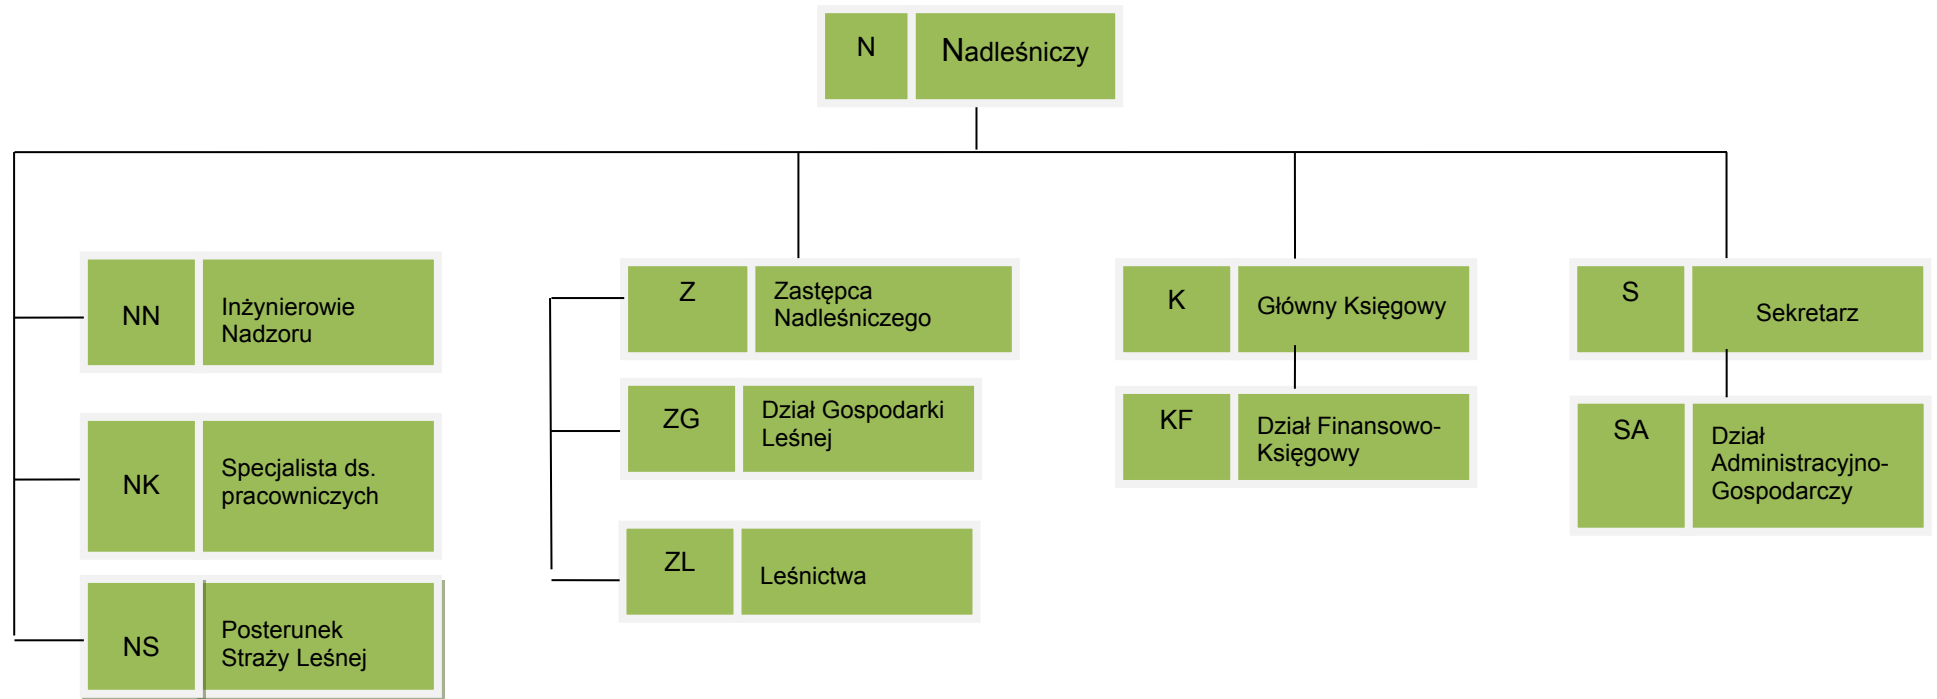 N
Nadleśniczy
NN
Inżynierowie
Nadzoru
NK
Specjalista ds.
pracowniczych
NS
Posterunek
Straży Leśnej
Z
Zastępca
Nadleśniczego
ZG
Dział Gospodarki
Leśnej
ZL
Leśnictwa
K
Główny Księgowy
KF
Dział Finansowo-
Księgowy
S
Sekretarz
SA
Dział
Administracyjno-
Gospodarczy